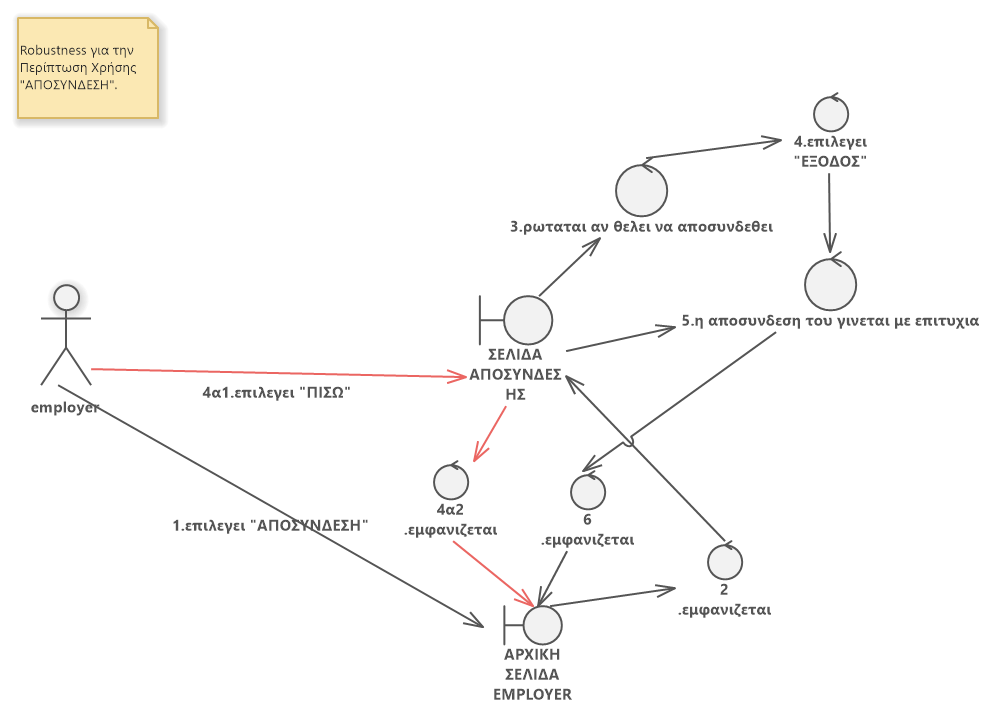 Robustness για την
Περίπτωση Χρήσης
"ΑΠΟΣΥΝΔΕΣΗ".
4.επιλεγει
"ΕΞΟΔΟΣ"
3.ρωταται αν θελει να αποσυνδεθει
5.η αποσυνδεση του γινεται με επιτυχια
ΣΕΛΙΔΑ
ΑΠΟΣΥΝΔΕΣ
ΗΣ
4α1.επιλεγει "ΠΙΣΩ"
employer
4α2
.εμφανιζεται
6
.εμφανιζεται
1.επιλεγει "ΑΠΟΣΥΝΔΕΣΗ"
2
.εμφανιζεται
ΑΡΧΙΚΗ
ΣΕΛΙΔΑ
EMPLOYER